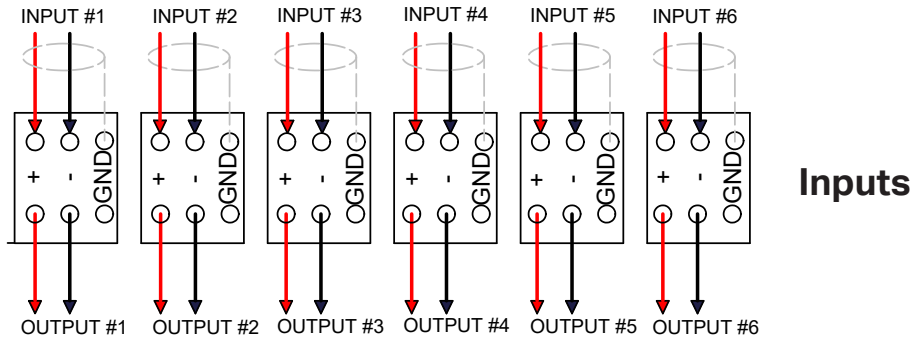 INPUT #1 INPUT #2 INPUT #3 INPUT #4 INPUT #5 INPUT #6
+ - GND + - GND + - GND + - GND + - GND + - GND
Inputs
OUTPUT #1 OUTPUT #2 OUTPUT #3 OUTPUT #4 OUTPUT #5 OUTPUT #6